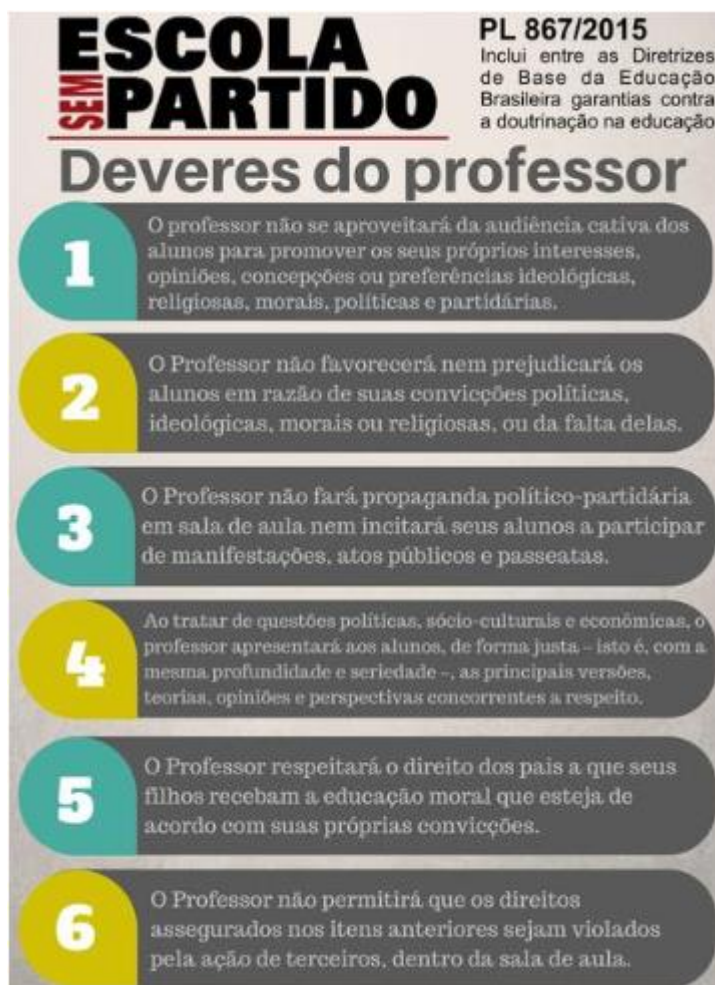 ESCOLA
SEM PARTIDO
PL 867/2015
Inclui entre as Diretrizes
de Base da Educação
Brasileira garantias contra
a doutrinação na educação
Deveres do professor
1
O professor não se aproveitará da audiência cativa dos
alunos para promover os seus próprios interesses,
opiniões, concepções ou preferências ideológicas,
religiosas, morais, políticas e partidárias.
2
O Professor não favorecerá nem prejudicará os
alunos em razão de suas convicções políticas,
ideológicas, morais ou religiosas, ou da falta delas.
3
O Professor não fará propaganda político-partidária
em sala de aula nem incitará seus alunos a participar
de manifestações, atos públicos e passeatas.
4
Ao tratar de questões políticas, sócio-culturais e econômicas, o
professor apresentará aos alunos, de forma justa – isto é, com a
mesma profundidade e seriedade –, as principais versões,
teorias, opiniões e perspectivas concorrentes a respeito.
5
O Professor respeitará o direito dos pais a que seus
filhos recebam a educação moral que esteja de
acordo com suas próprias convicções.
6
O Professor não permitirá que os direitos
assegurados nos itens anteriores sejam violados
pela ação de terceiros, dentro da sala de aula.